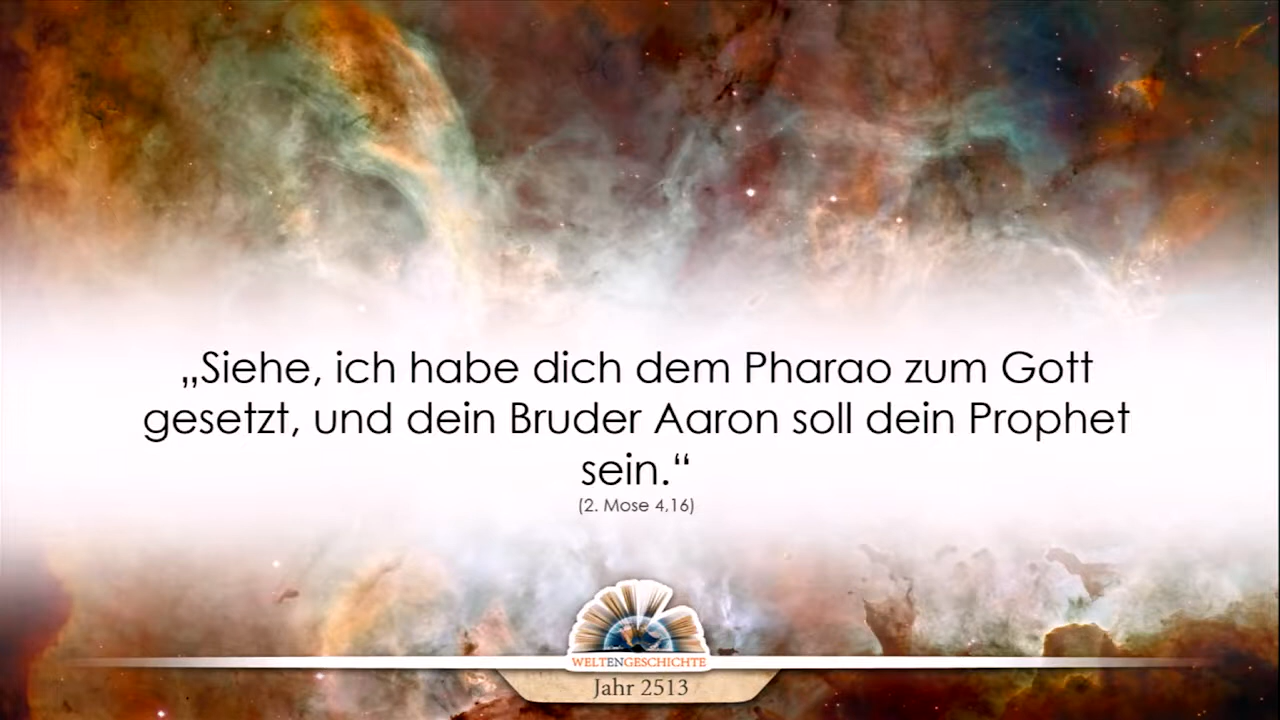 „Siehe, ich habe dich dem Pharao zum Gott
gesetzt, und dein Bruder Aaron soll dein Prophet
sein.“
(2. Mose 4,16)
WELTENGESCHICHTE
Jahr 2513